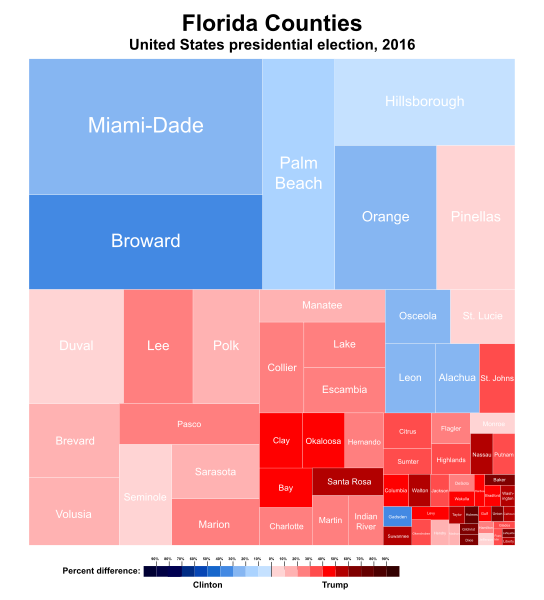 Florida Counties
United States presidential election, 2016
Miami-Dade
Palm
Beach
Hillsborough
Broward
Orange
Pinellas
Duval
Lee
Polk
Manatee
Osceola
St. Lucie
Collier
Lake
Escambia
Leon
Alachua
St. Johns
Pasco
Brevard
Seminole
Sarasota
Clay
Okaloosa
Hernando
Citrus
Flagler
Sumter
Highlands
Nassau
Putnam
Volusia
Marion
Bay
Santa Rosa
Charlotte
Martin
Indian
River
Columbia
Walton
Jackson
Baker
Wakulla
Bradford
Wash-
ington
Gadsden
Levy
Taylor
Gulf
Suwannee
Dixie
90% 80% 70% 60% 50% 40% 30% 20% 10% 0% 10% 20% 30% 40% 50% 60% 70% 80% 90%
Percent difference:
Clinton
Trump